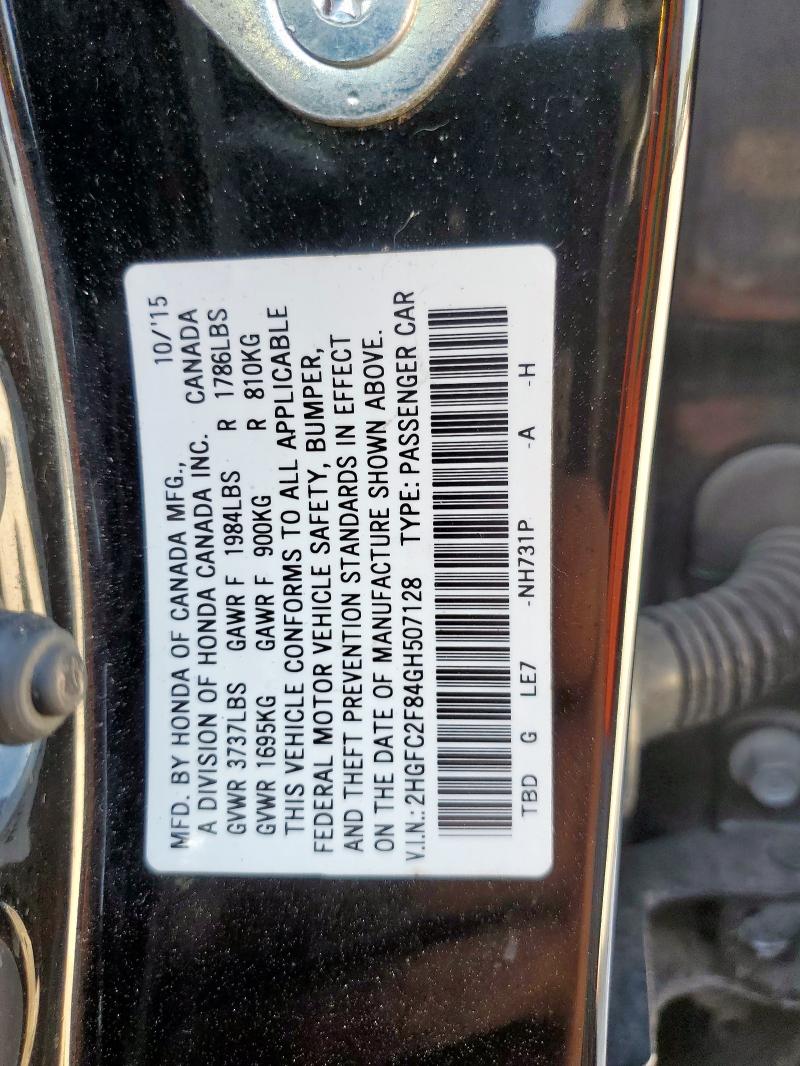 MFD. BY HONDA OF CANADA MFG., 10/'15
A DIVISION OF HONDA CANADA INC. CANADA
GVWR 3737LBS GAWR F 1984LBS R 1786LBS
GVWR 1695KG GAWR F 900KG R 810KG
THIS VEHICLE CONFORMS TO ALL APPLICABLE
FEDERAL MOTOR VEHICLE SAFETY, BUMPER,
AND THEFT PREVENTION STANDARDS IN EFFECT
ON THE DATE OF MANUFACTURE SHOWN ABOVE.
V.I.N.: 2HGFC2F84GH507128 TYPE: PASSENGER CAR
TBD G LE7 -NH731P -A -H